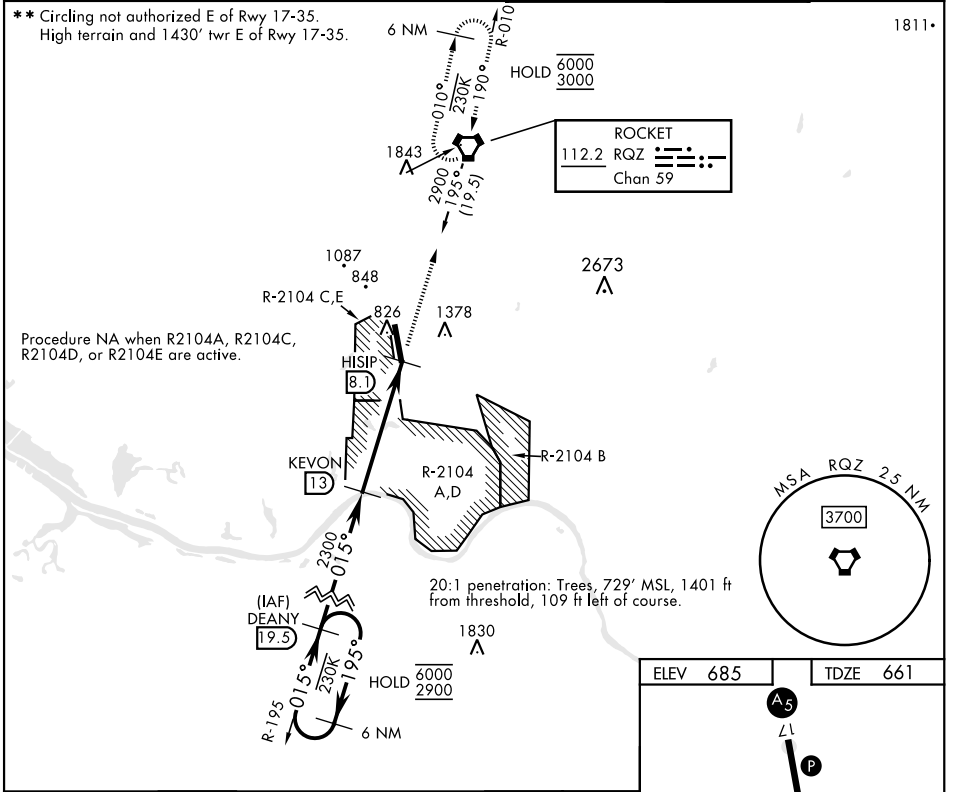 ** Circling not authorized E of Rwy 17-35.
High terrain and 1430' twr E of Rwy 17-35.
1811
6 NM
R-010
HOLD 6000
3000
010°
230K
190°
ROCKET
112.2 RQZ
Chan 59
1843
2900
195°
(19.5)
1087
848
2673
R-2104 C,E
826
1378
Procedure NA when R2104A, R2104C,
R2104D, or R2104E are active.
HISIP
8.1
R-2104 B
KEVON
13
R-2104
A,D
MSA RQZ 25 NM
3700
2300
015°
20:1 penetration: Trees, 729' MSL, 1401 ft
from threshold, 109 ft left of course.
(IAF)
DEANY
19.5
1830
015°
230K
195°
HOLD 6000
2900
R-195
6 NM
ELEV 685
TDZE 661
A5
17
P